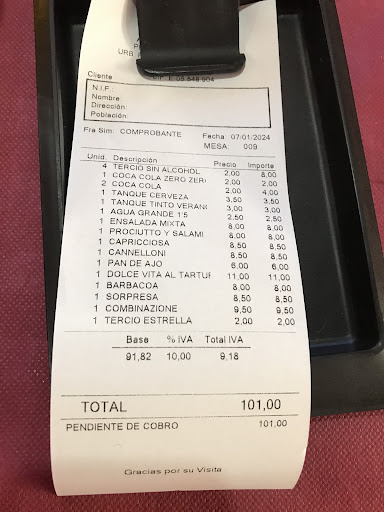 URB
CIF: E 05 548 904
Cliente
N.I.F.:
Nombre:
Dirección:
Población:
Fra Sim: COMPROBANTE Fecha: 07/01/2024
MESA: 009
Unid. Descripción Precio Importe
4 TERCIO SIN ALCOHOL 2,00 8,00
1 COCA COLA ZERO ZERO 2,00 2,00
2 COCA COLA 2,00 4,00
1 TANQUE CERVEZA 3,50 3,50
1 TANQUE TINTO VERANO 3,00 3,00
1 AGUA GRANDE 1'5 2,50 2,50
1 ENSALADA MIXTA 8,00 8,00
1 PROCIUTTO Y SALAMI 8,00 8,00
1 CAPRICCIOSA 8,50 8,50
1 CANNELLONI 8,50 8,50
1 PAN DE AJO 6,00 6,00
1 DOLCE VITA AL TARTUF 11,00 11,00
1 BARBACOA 8,00 8,00
1 SORPRESA 8,50 8,50
1 COMBINAZIONE 9,50 9,50
1 TERCIO ESTRELLA 2,00 2,00
Base % IVA Total IVA
91,82 10,00 9,18
TOTAL 101,00
PENDIENTE DE COBRO 101,00
Gracias por su Visita